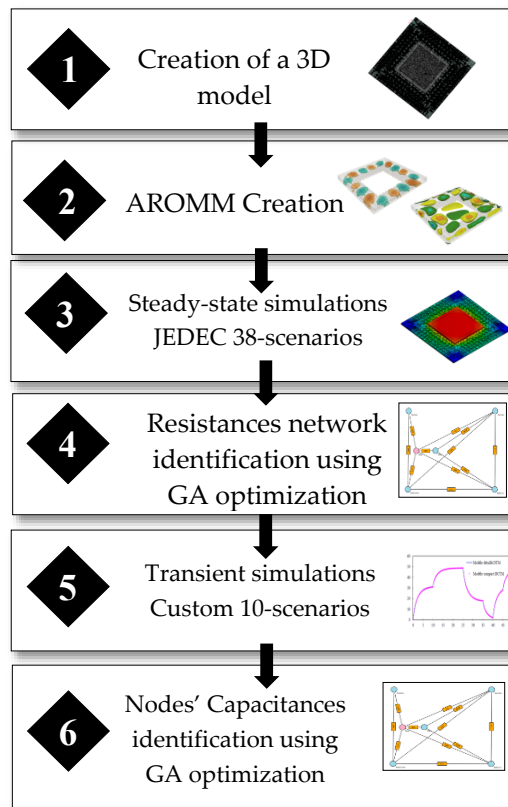 1
Creation of a 3D
model
2
AROMM Creation
3
Steady-state simulations
JEDEC 38-scenarios
4
Resistances network
identification using
GA optimization
5
Transient simulations
Custom 10-scenarios
6
Nodes' Capacitances
identification using
GA optimization